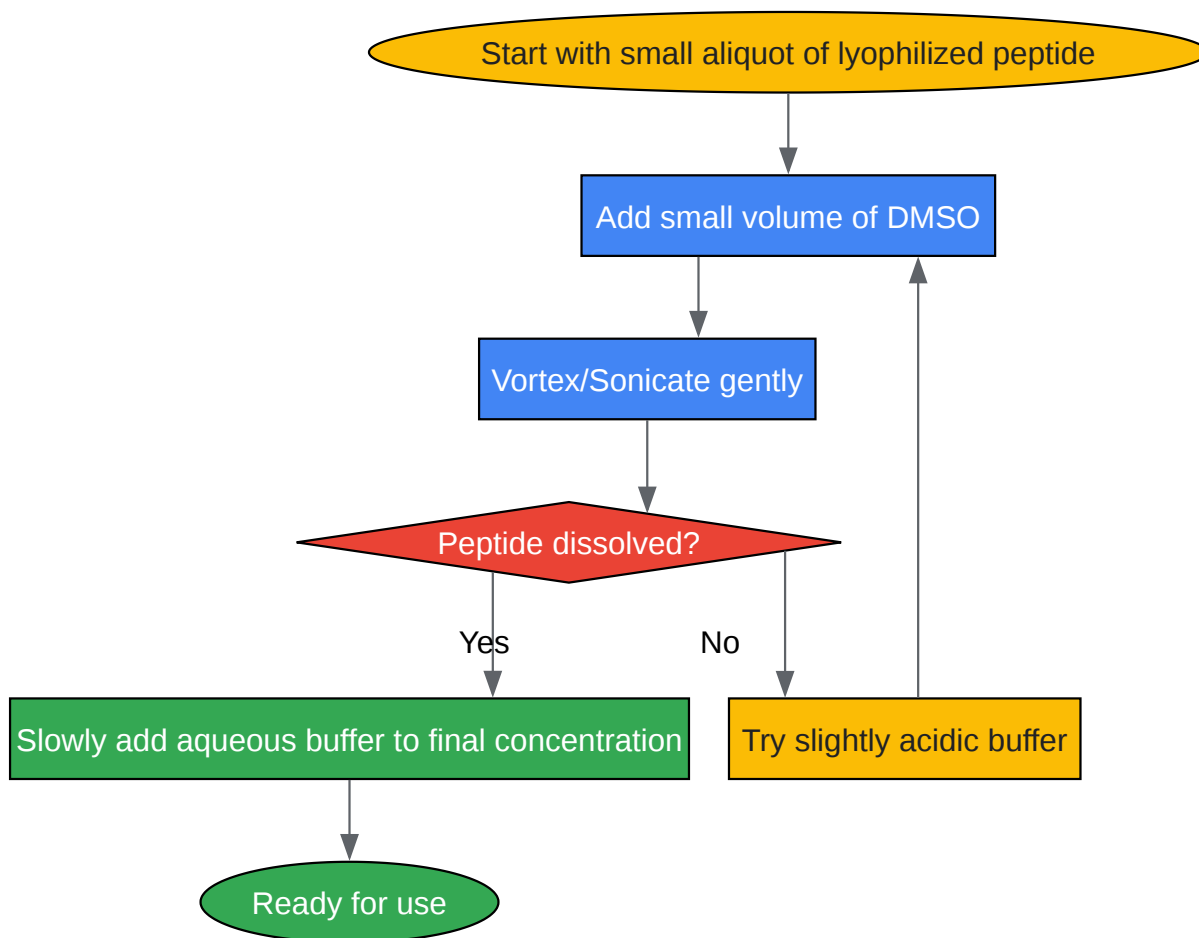 Start with small aliquot of lyophilized peptide
Add small volume of DMSO
Vortex/Sonicate gently
Peptide dissolved?
Yes
No
Slowly add aqueous buffer to final concentration
Try slightly acidic buffer
Ready for use